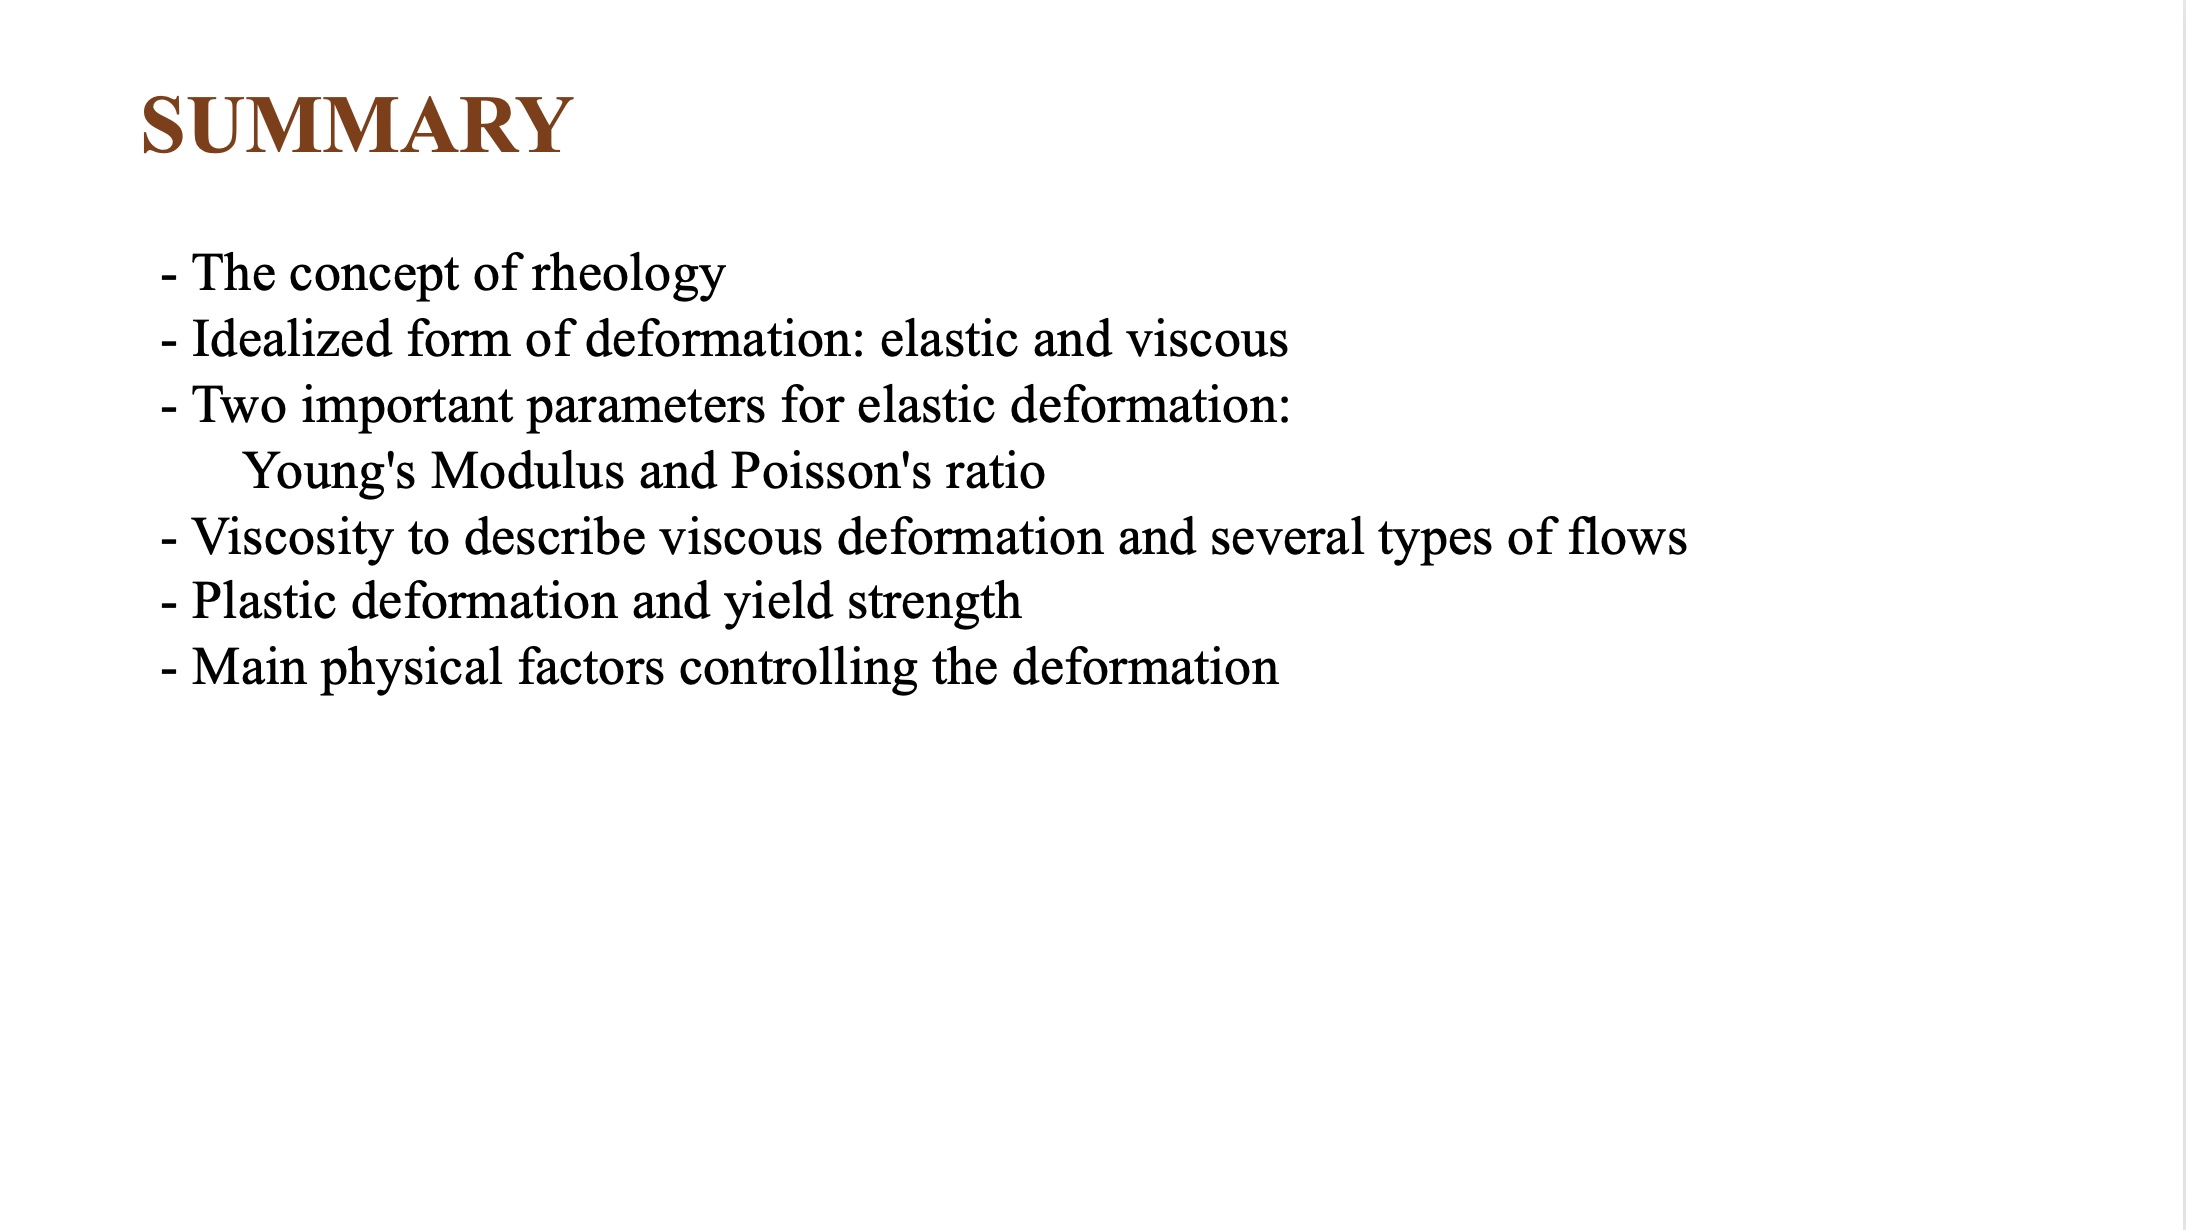 SUMMARY
- The concept of rheology
- Idealized form of deformation: elastic and viscous
- Two important parameters for elastic deformation:
Young's Modulus and Poisson's ratio
- Viscosity to describe viscous deformation and several types of flows
- Plastic deformation and yield strength
- Main physical factors controlling the deformation